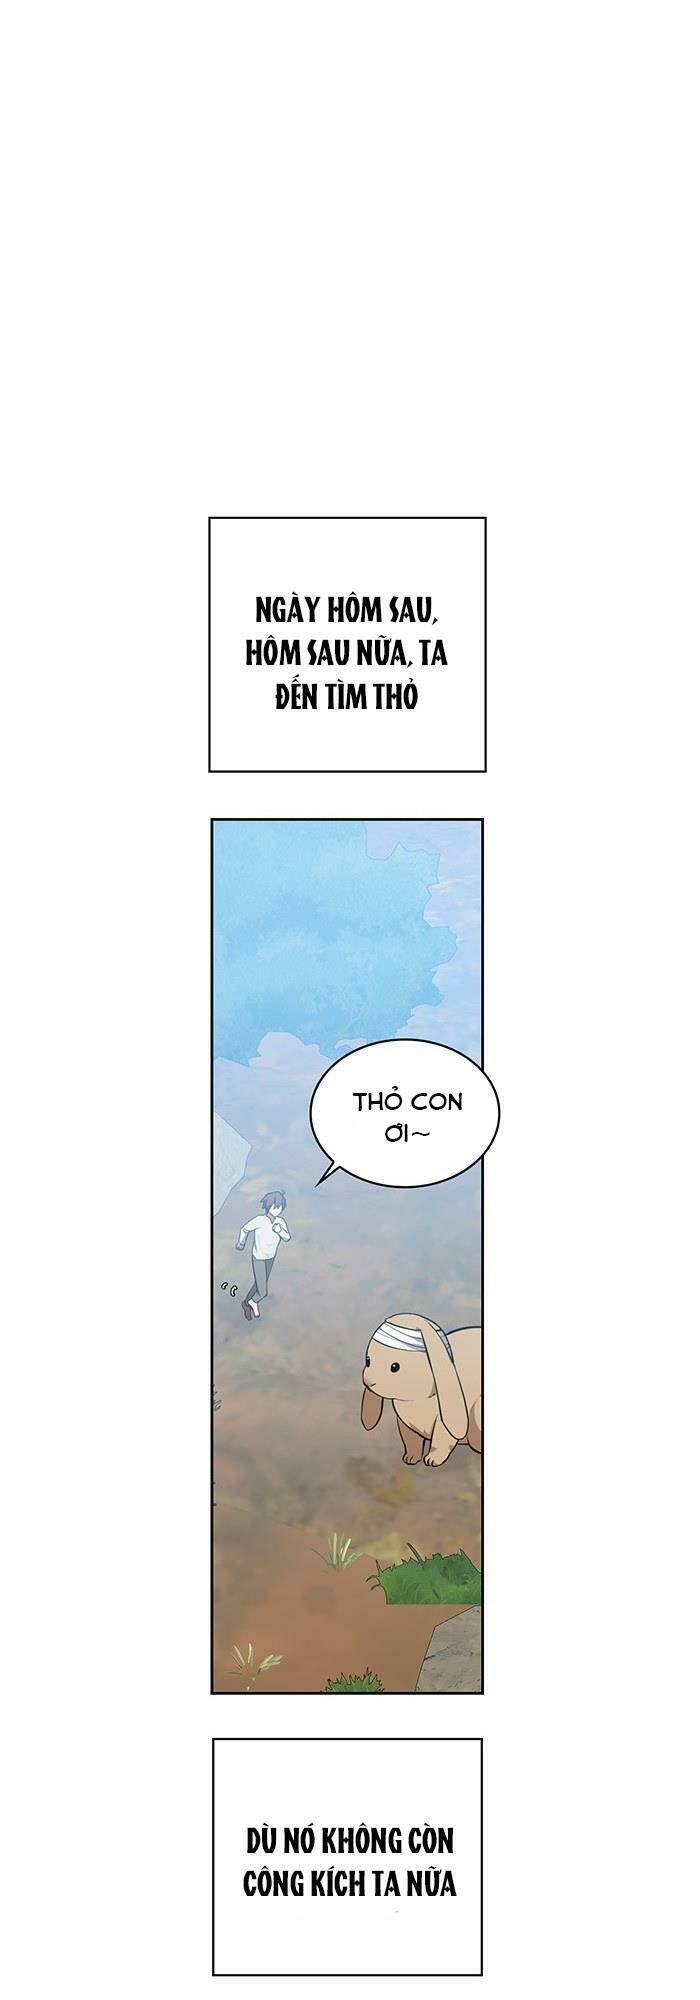 NGÀY HÔM SAU,
HÔM SAU NỮA, TA
ĐẾN TÌM THỎ
THỎ CON
ƠI~
DÙ NÓ KHÔNG CÒN
CÔNG KÍCH TA NỮA